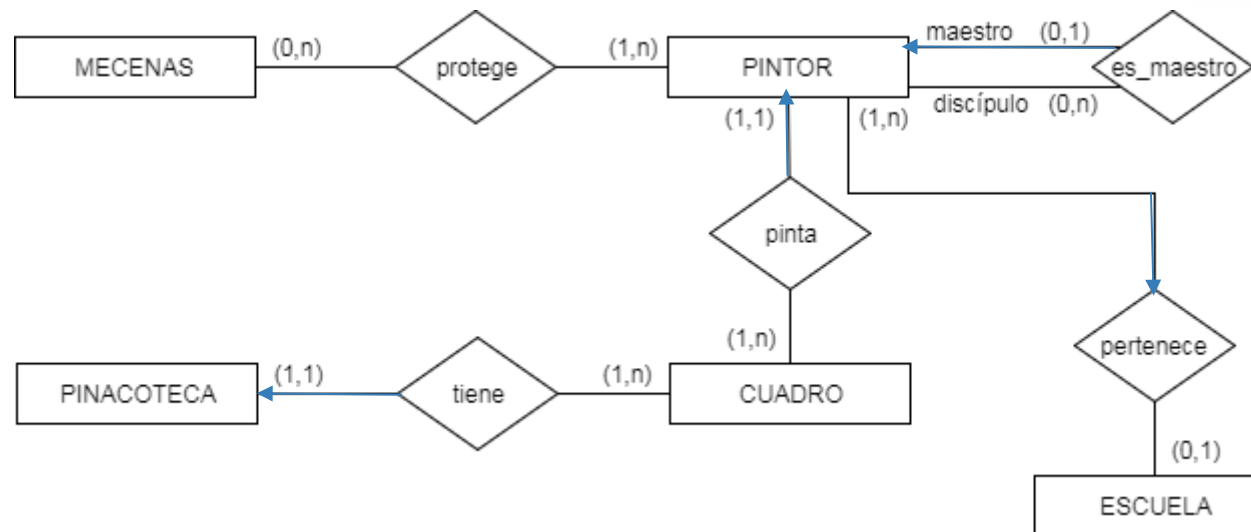 MECENAS (0,n) protege (1,n) PINTOR maestro (0,1) es_maestro
discípulo (0,n)
(1,1) (1,n)
pinta
(1,n)
PINACOTECA (1,1) tiene (1,n) CUADRO
pertenece
(0,1)
ESCUELA